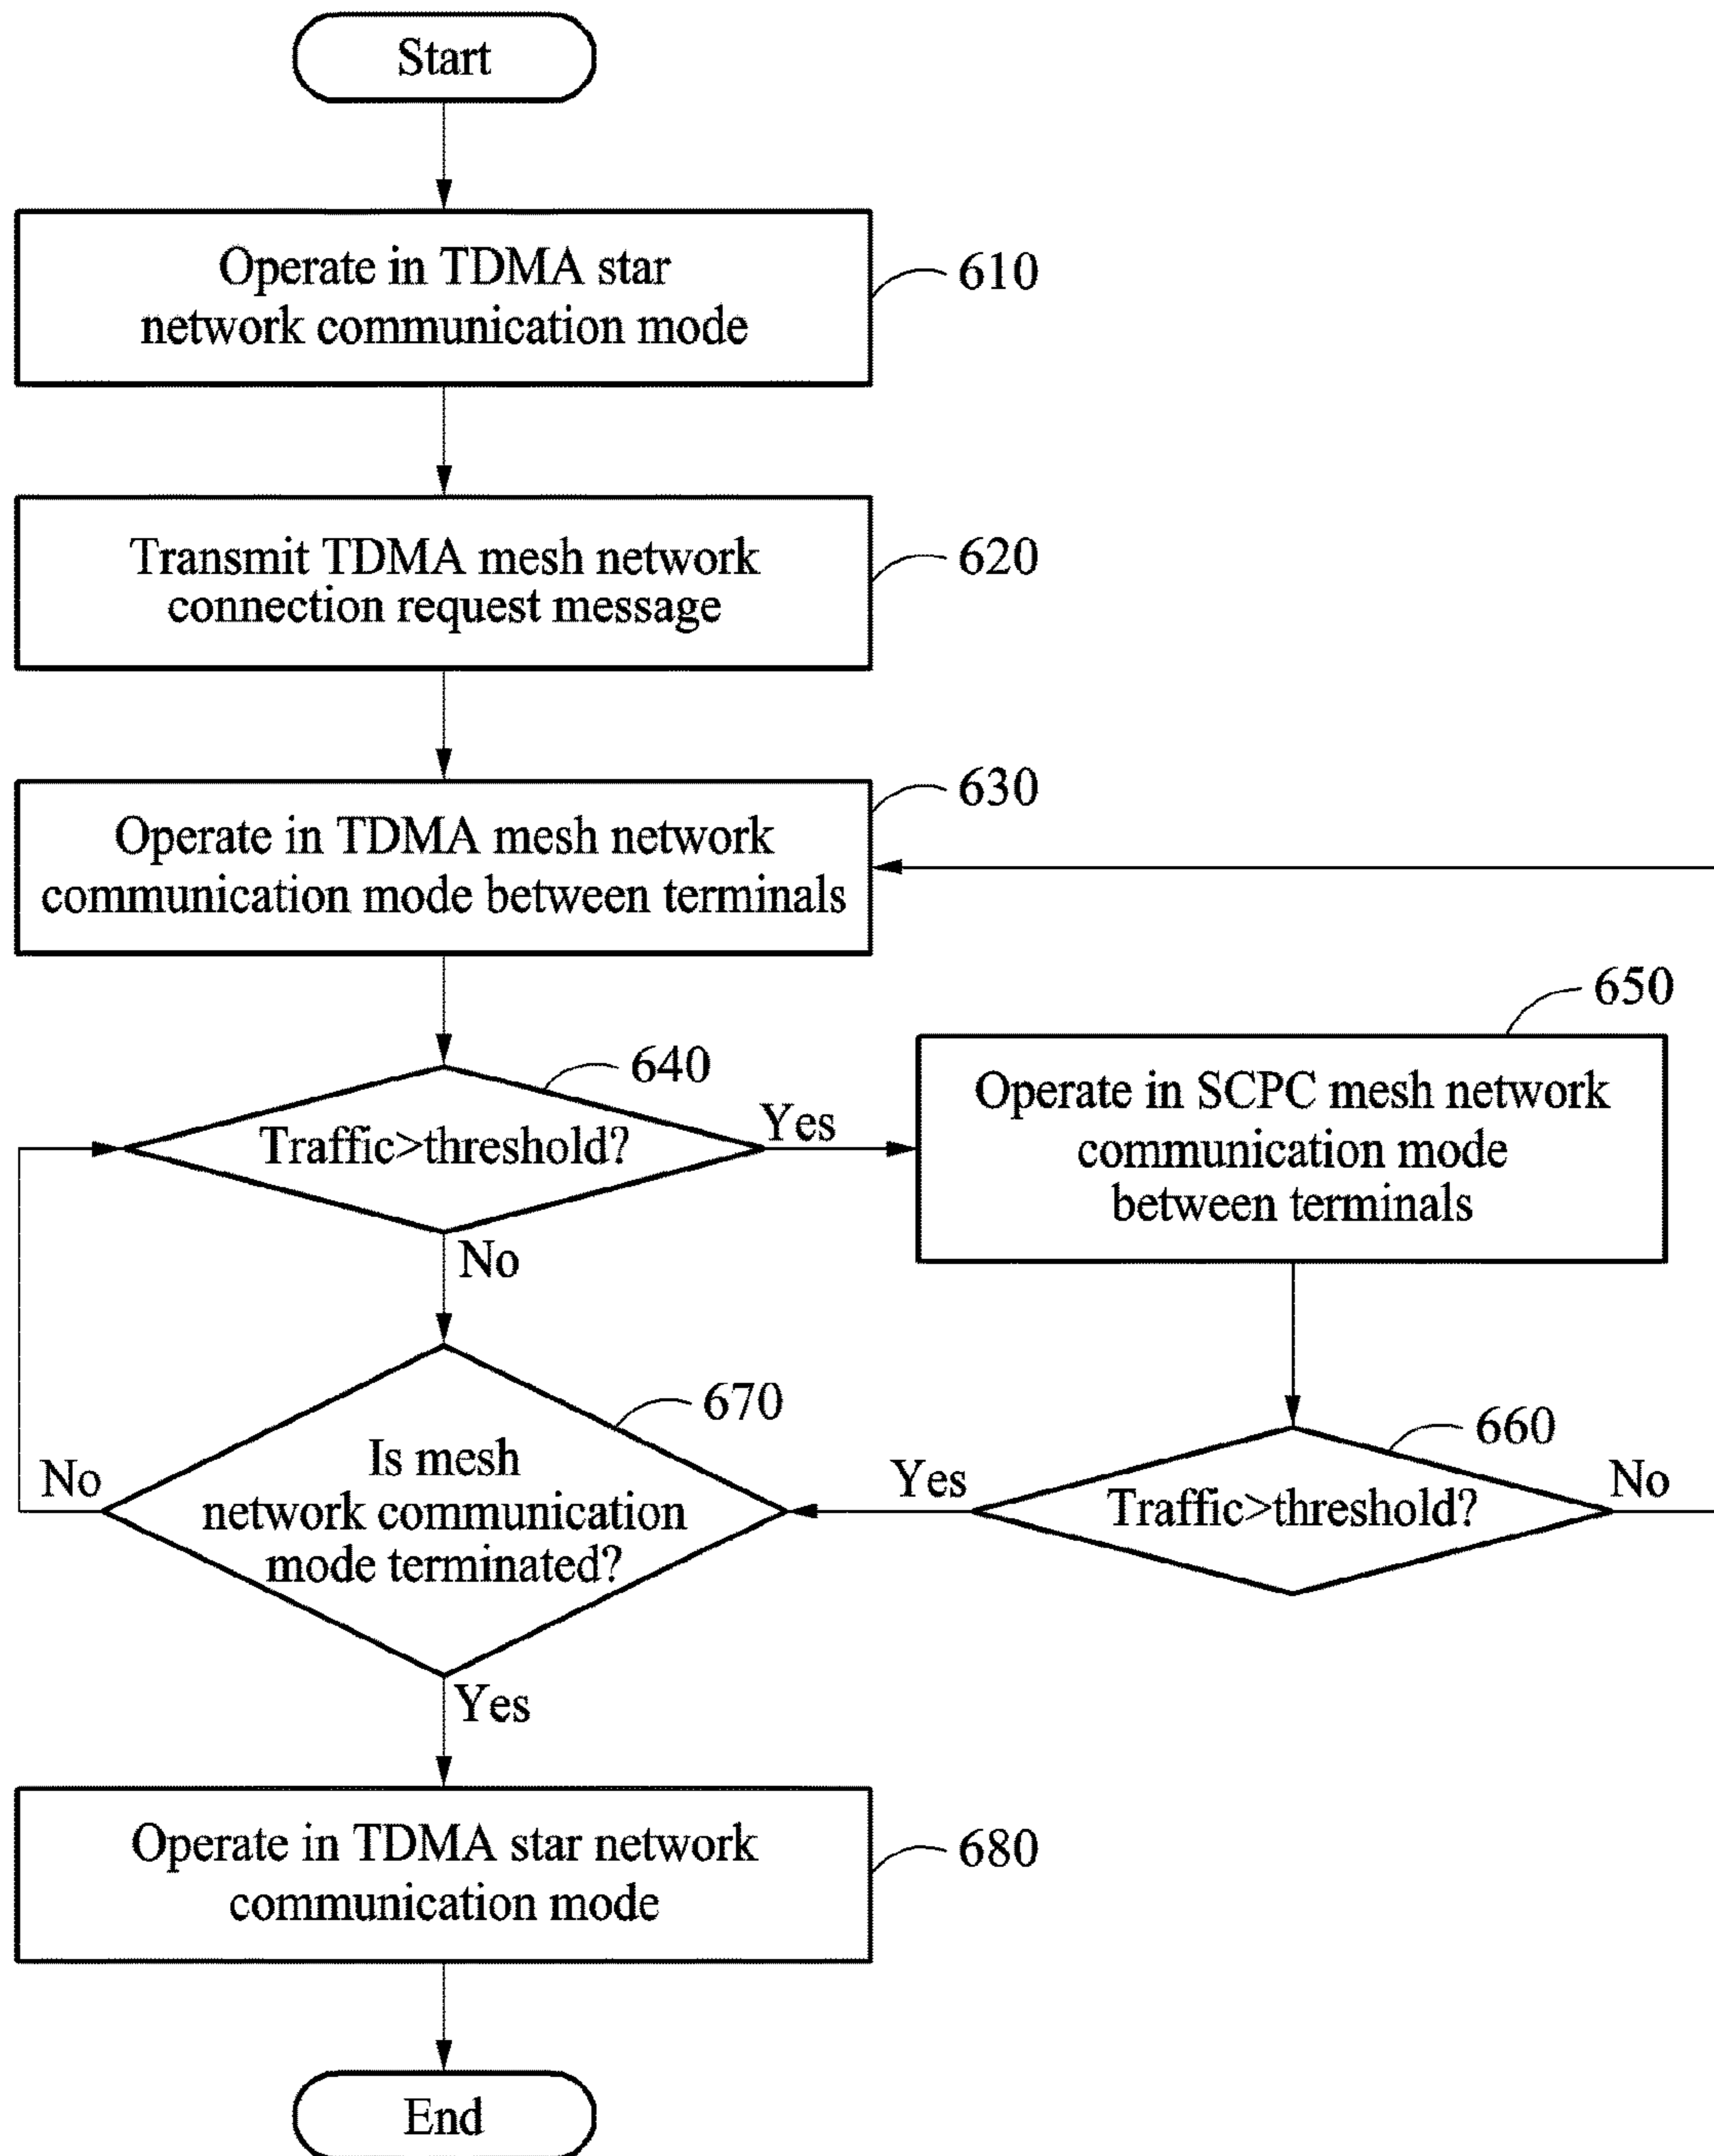 Start
Operate in TDMA star
network communication mode
610
Transmit TDMA mesh network
connection request message
620
630
Operate in TDMA mesh network
communication mode between terminals
650
640
Traffic>threshold?
Yes
Operate in SCPC mesh network
communication mode
between terminals
No
670
660
Is mesh
network communication
mode terminated?
No
Yes
Traffic>threshold?
No
Yes
Operate in TDMA star network
communication mode
680
End